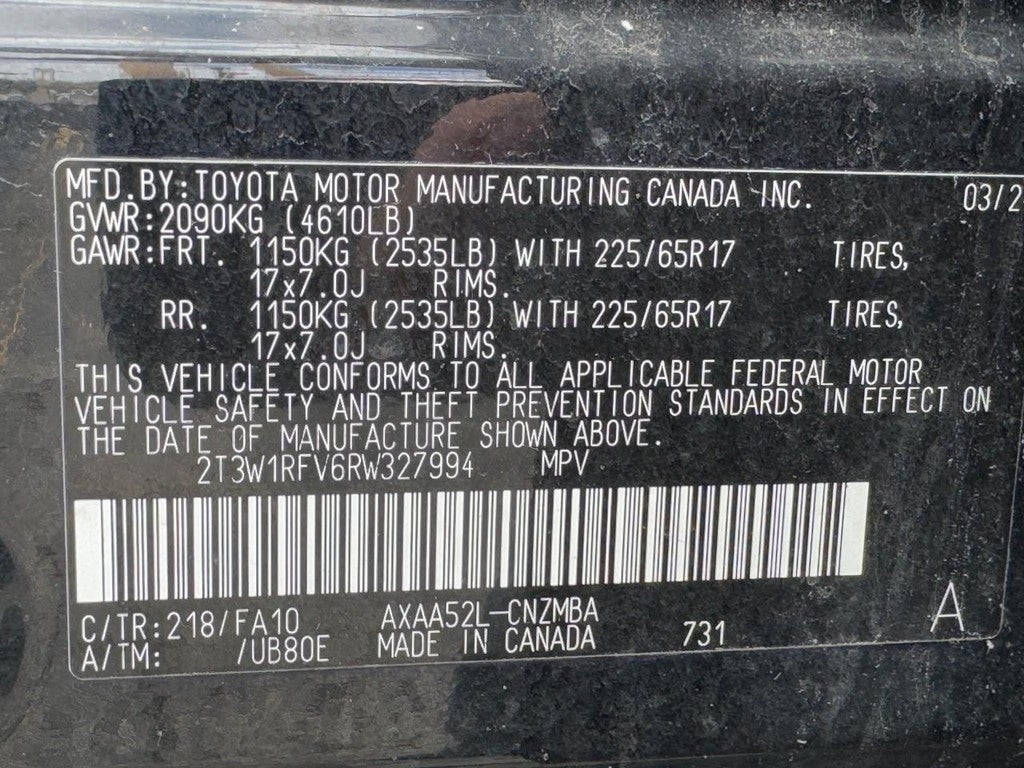 MFD.BY:TOYOTA MOTOR MANUFACTURING CANADA INC. 03/2
GVWR:2090KG (4610LB)
GAWR:FRT. 1150KG (2535LB) WITH 225/65R17 TIRES,
17x7.0J RIMS.
RR. 1150KG (2535LB) WITH 225/65R17 TIRES,
17x7.0J RIMS.
THIS VEHICLE CONFORMS TO ALL APPLICABLE FEDERAL MOTOR
VEHICLE SAFETY AND THEFT PREVENTION STANDARDS IN EFFECT ON
THE DATE OF MANUFACTURE SHOWN ABOVE.
2T3W1RFV6RW327994 MPV
C/TR:218/FA10 AXAA52L-CNZMBA A
A/TM: /UB80E MADE IN CANADA 731